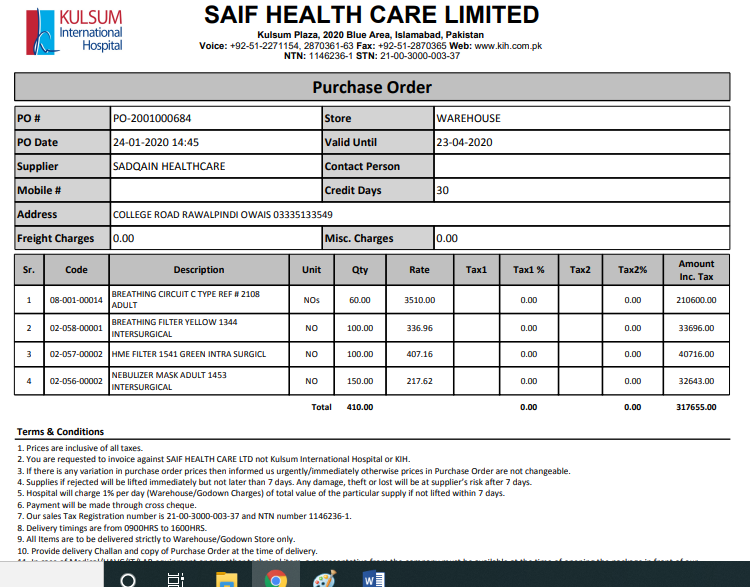 KULSUM
International
Hospital
SAIF HEALTH CARE LIMITED
Kulsum Plaza, 2020 Blue Area, Islamabad, Pakistan
Voice: +92-51-2271154, 2870361-63 Fax: +92-51-2870365 Web: www.kih.com.pk
NTN: 1146236-1 STN: 21-00-3000-003-37
Purchase Order
PO # PO-2001000684 Store WAREHOUSE
PO Date 24-01-2020 14:45 Valid Until 23-04-2020
Supplier SADQAIN HEALTHCARE Contact Person
Mobile # Credit Days 30
Address COLLEGE ROAD RAWALPINDI OWAIS 03335133549
Freight Charges 0.00 Misc. Charges 0.00
Sr. Code Description Unit Qty Rate Tax1 Tax1 % Tax2 Tax2% Amount Inc. Tax
1 08-001-00014 BREATHING CIRCUIT C TYPE REF # 2108 ADULT NOs 60.00 3510.00 0.00 0.00 210600.00
2 02-058-00001 BREATHING FILTER YELLOW 1344 INTERSURGICAL NO 100.00 336.96 0.00 0.00 33696.00
3 02-057-00002 HME FILTER 1541 GREEN INTRA SURGICL NO 100.00 407.16 0.00 0.00 40716.00
4 02-056-00002 NEBULIZER MASK ADULT 1453 INTERSURGICAL NO 150.00 217.62 0.00 0.00 32643.00
Total 410.00 0.00 0.00 317655.00
Terms & Conditions
1. Prices are inclusive of all taxes.
2. You are requested to invoice against SAIF HEALTH CARE LTD not Kulsum International Hospital or KIH.
3. If there is any variation in purchase order prices then informed us urgently/immediately otherwise prices in Purchase Order are not changeable.
4. Supplies if rejected will be lifted immediately but not later than 7 days. Any damage, theft or lost will be at supplier's risk after 7 days.
5. Hospital will charge 1% per day (Warehouse/Godown Charges) of total value of the particular supply if not lifted within 7 days.
6. Payment will be made through cross cheque.
7. Our sales Tax Registration number is 21-00-3000-003-37 and NTN number 1146236-1.
8. Delivery timings are from 0900HRS to 1600HRS.
9. All Items are to be delivered strictly to Warehouse/Godown Store only.
10. Provide delivery Challan and copy of Purchase Order at the time of delivery.